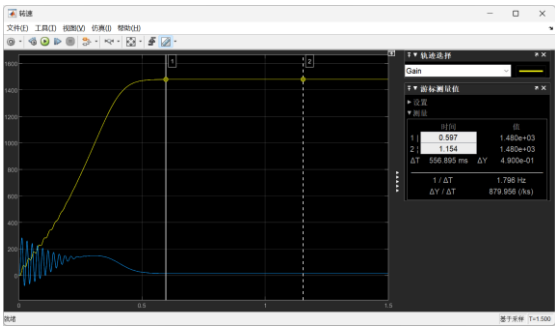 转速
文件(F) 工具(T) 视图(V) 仿真(I) 帮助(H)
1600
1400
1200
1000
800
600
400
200
0
0
0.5
1
1.5
1
2
轨迹选择
Gain
游标测量值
设置
测量
时间 值
1 0.597 1.480e+03
2 1.154 1.480e+03
ΔT 556.895 ms ΔY 4.900e-01
1 / ΔT 1.796 Hz
ΔY / ΔT 879.956 (/ks)
就绪
基于采样 T=1.500